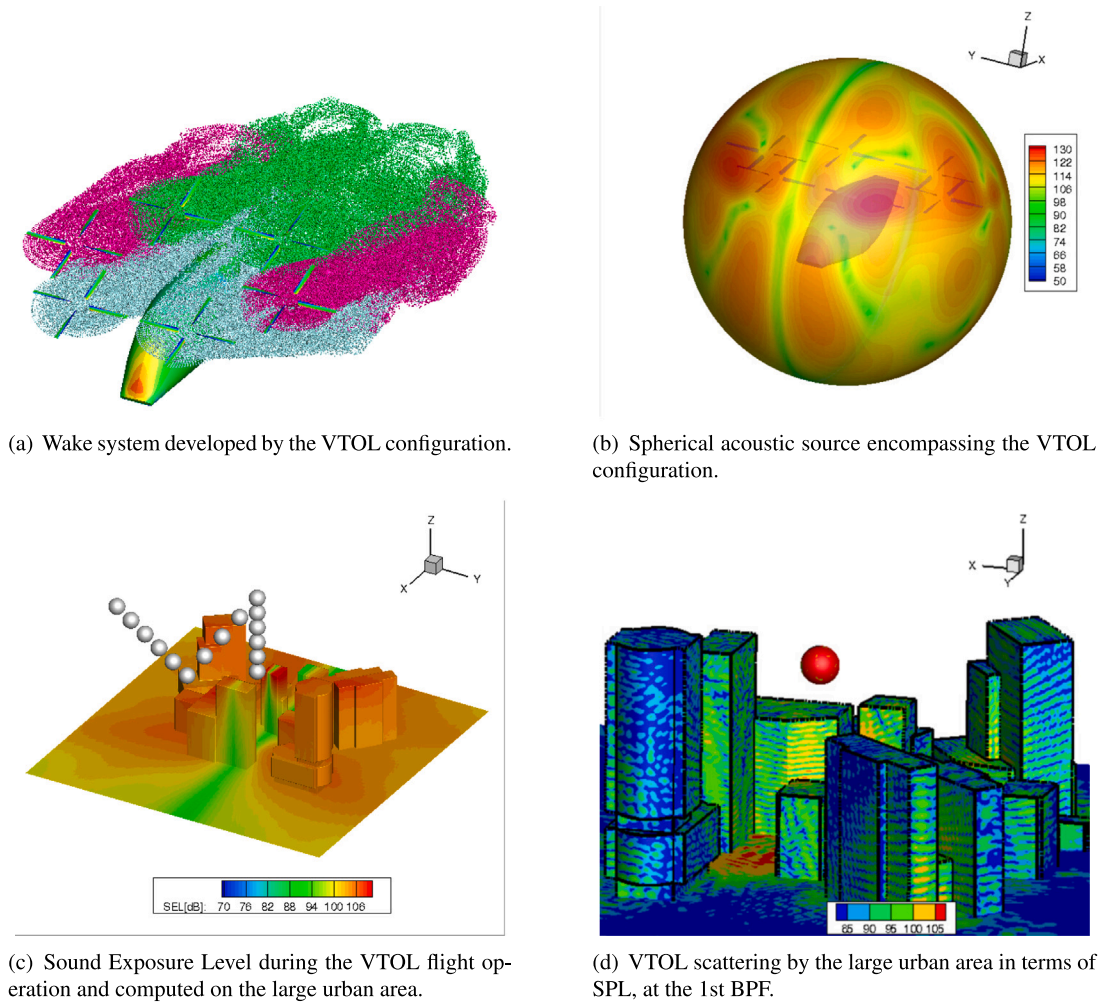 Z
Y
X
130
122
114
106
98
90
82
74
66
58
50
(a) Wake system developed by the VTOL configuration.
(b) Spherical acoustic source encompassing the VTOL
configuration.
Z
X
Y
SEL[dB]: 70 76 82 88 94 100 106
Z
X
Y
85 90 95 100 105
(c) Sound Exposure Level during the VTOL flight op-
eration and computed on the large urban area.
(d) VTOL scattering by the large urban area in terms of
SPL, at the 1st BPF.